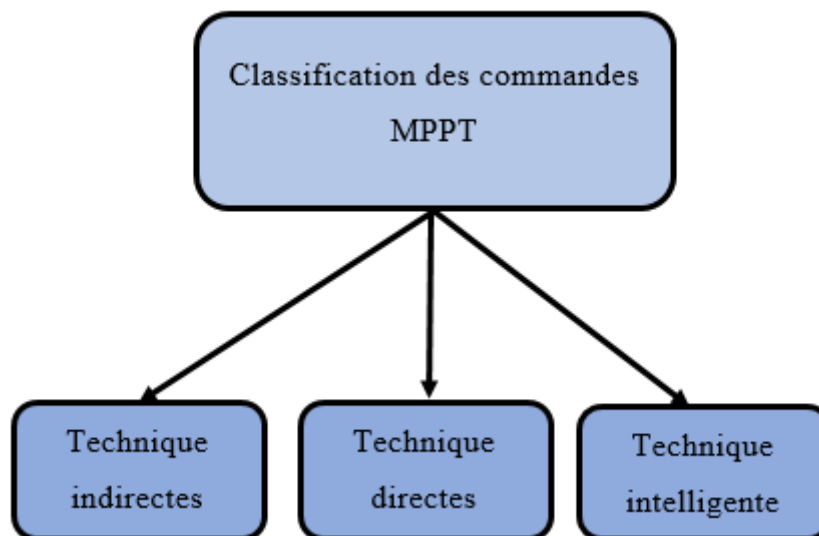 Classification des commandes
MPPT
Technique
indirectes
Technique
directes
Technique
intelligente